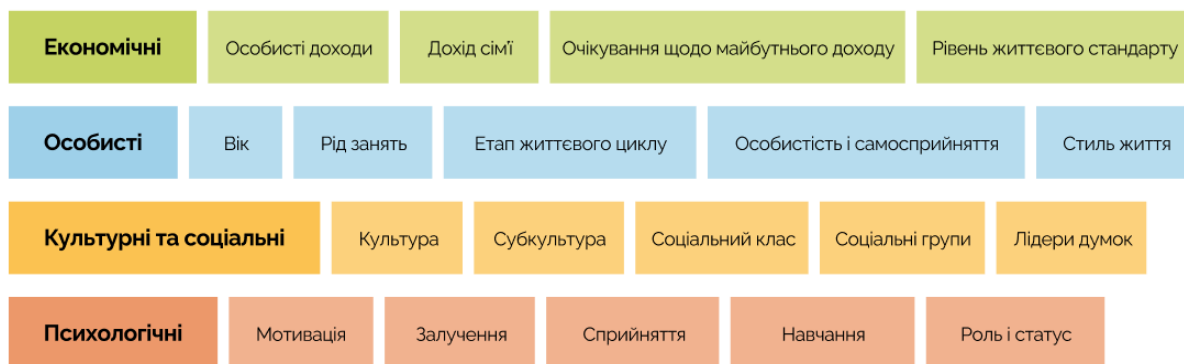 Економічні Особисті доходи Дохід сім'ї Очікування щодо майбутнього доходу Рівень життєвого стандарту
Особисті Вік Рід занять Етап життєвого циклу Особистість і самосприйняття Стиль життя
Культурні та соціальні Культура Субкультура Соціальний клас Соціальні групи Лідери думок
Психологічні Мотивація Залучення Сприйняття Навчання Роль і статус